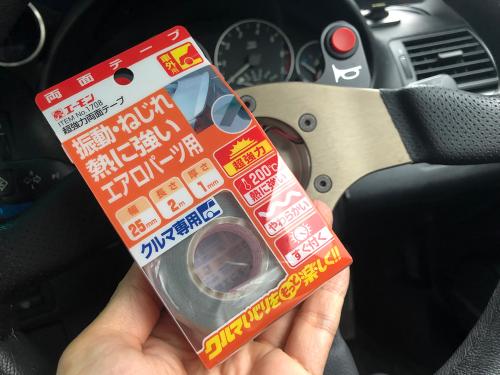 両面テープ
車外用
エーモン
ITEM No.1708
超強力両面テープ
振動・ねじれ
熱に強い
エアロパーツ用
幅
25mm
長さ
2m
厚さ
1mm
クルマ専用
超強力
200℃
熱に強い
やわらかい
すぐ付く
クルマいじりを楽しく!!